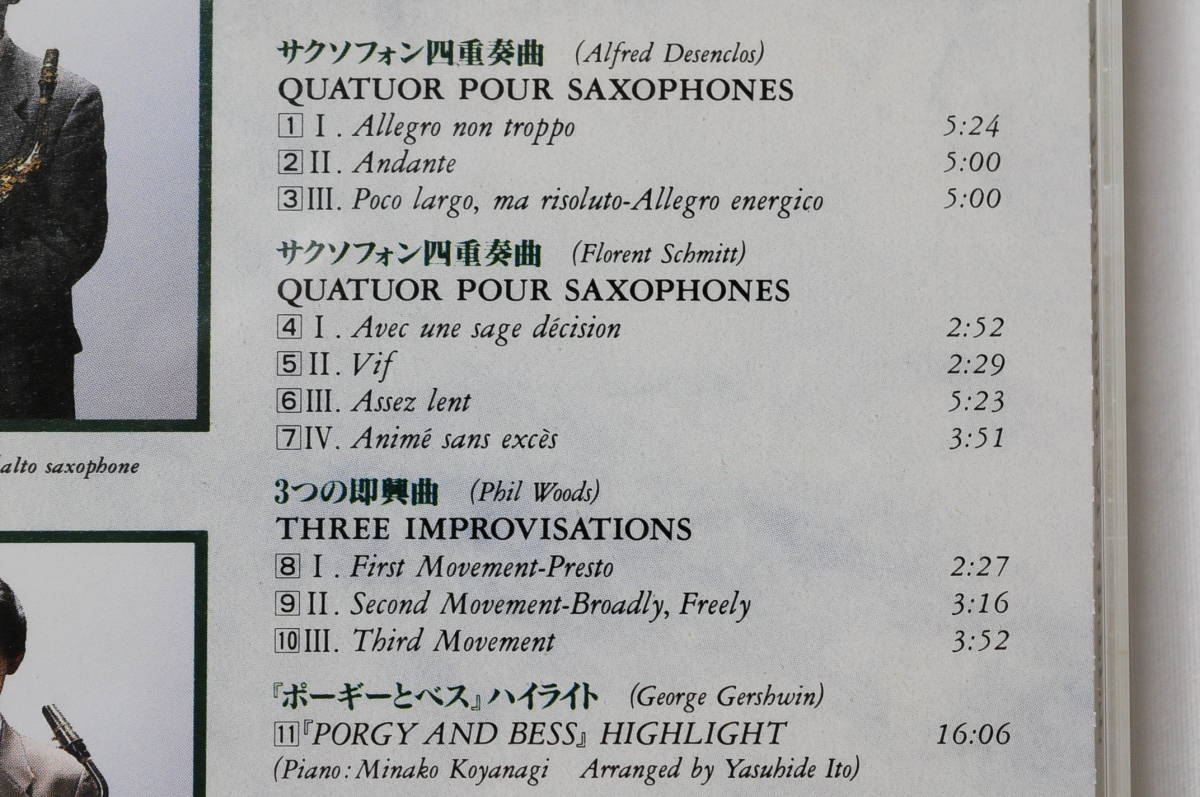 サクソフォン四重奏曲 (Alfred Desenclos)
QUATUOR POUR SAXOPHONES
1 I. Allegro non troppo 5:24
2 II. Andante 5:00
3 III. Poco largo, ma risoluto-Allegro energico 5:00
サクソフォン四重奏曲 (Florent Schmitt)
QUATUOR POUR SAXOPHONES
4 I. Avec une sage décision 2:52
5 II. Vif 2:29
6 III. Assez lent 5:23
7 IV. Animé sans excès 3:51
alto saxophone
3つの即興曲 (Phil Woods)
THREE IMPROVISATIONS
8 I. First Movement-Presto 2:27
9 II. Second Movement-Broadly, Freely 3:16
10 III. Third Movement 3:52
『ポーギーとベス』ハイライト (George Gershwin)
11 『PORGY AND BESS』 HIGHLIGHT 16:06
(Piano:Minako Koyanagi Arranged by Yasuhide Ito)